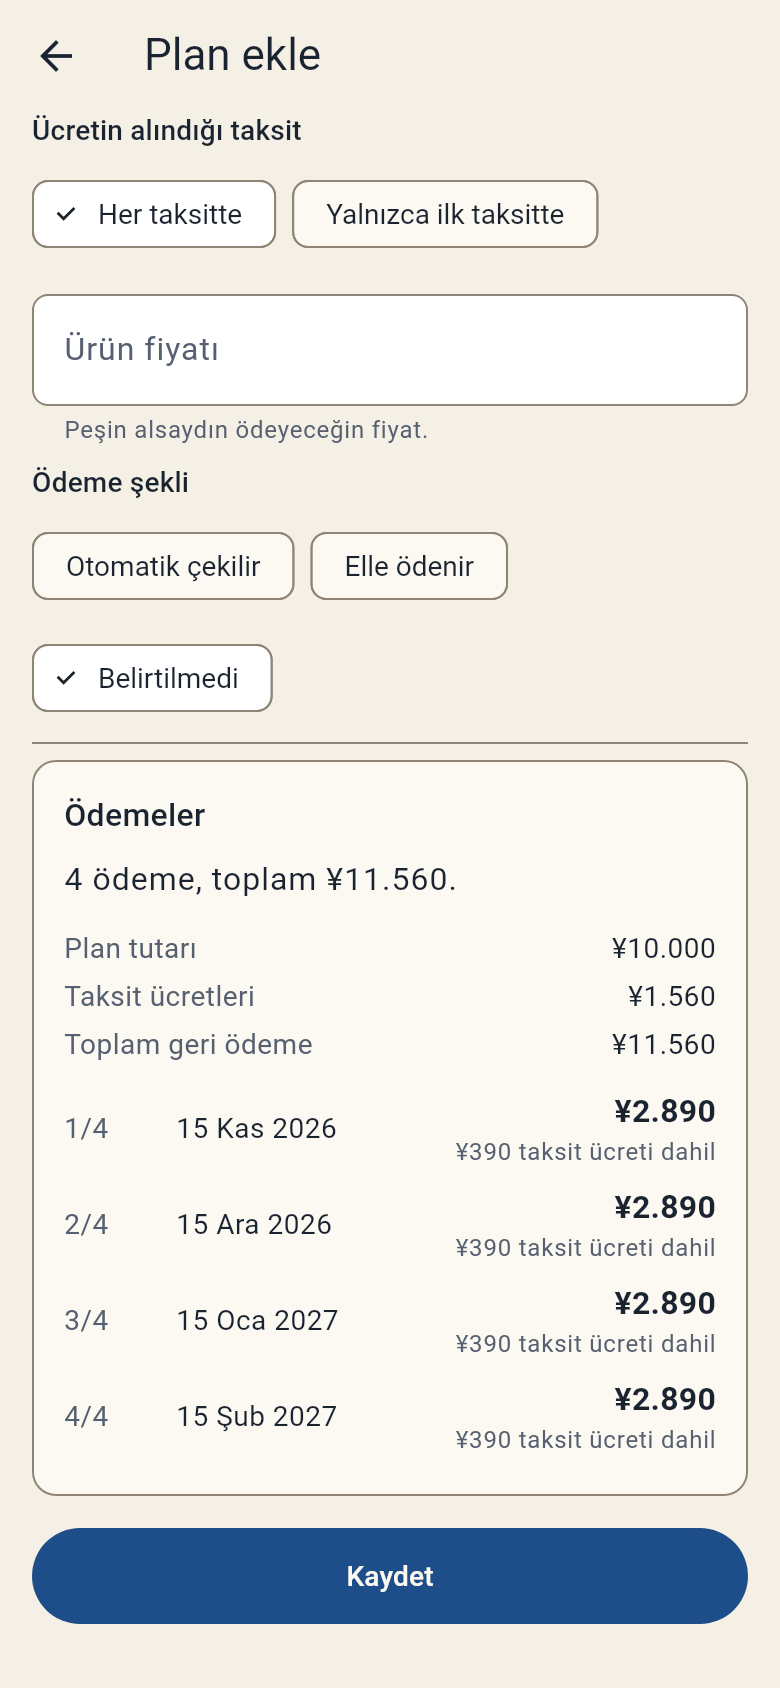 Plan ekle
Ücretin alındığı taksit
Her taksitte
Yalnızca ilk taksitte
Ürün fiyatı
Peşin alsaydın ödeyeceğin fiyat.
Ödeme şekli
Otomatik çekilir
Elle ödenir
Belirtilmedi
Ödemeler
4 ödeme, toplam ¥11.560.
Plan tutarı ¥10.000
Taksit ücretleri ¥1.560
Toplam geri ödeme ¥11.560
1/4 15 Kas 2026 ¥2.890
¥390 taksit ücreti dahil
2/4 15 Ara 2026 ¥2.890
¥390 taksit ücreti dahil
3/4 15 Oca 2027 ¥2.890
¥390 taksit ücreti dahil
4/4 15 Şub 2027 ¥2.890
¥390 taksit ücreti dahil
Kaydet